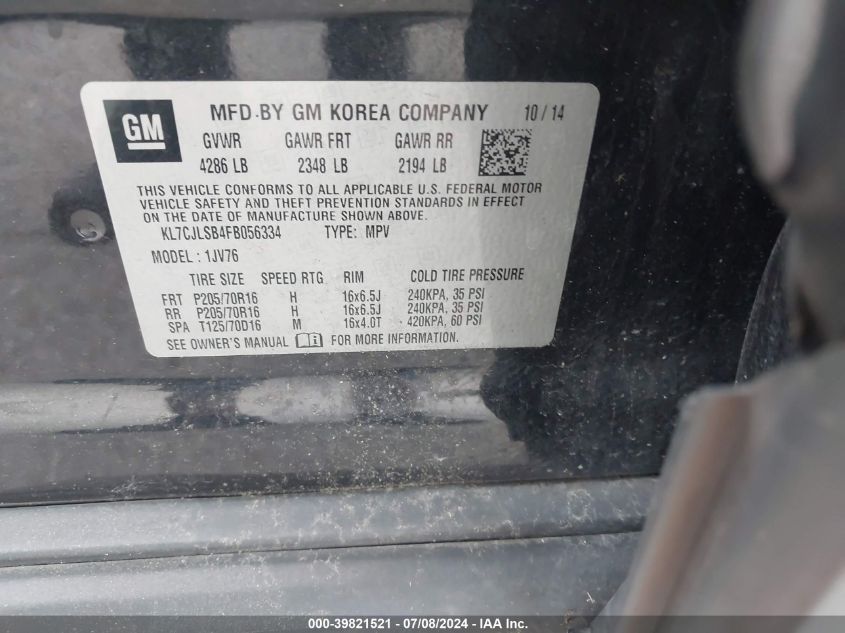 GM
MFD.BY GM KOREA COMPANY 10/14
GVWR GAWR FRT GAWR RR
4286 LB 2348 LB 2194 LB
THIS VEHICLE CONFORMS TO ALL APPLICABLE U.S. FEDERAL MOTOR
VEHICLE SAFETY AND THEFT PREVENTION STANDARDS IN EFFECT
ON THE DATE OF MANUFACTURE SHOWN ABOVE.
KL7CJLSB4FB056334 TYPE: MPV
MODEL : 1JV76
TIRE SIZE SPEED RTG RIM COLD TIRE PRESSURE
FRT P205/70R16 H 16x6.5J 240KPA, 35 PSI
RR P205/70R16 H 16x6.5J 240KPA, 35 PSI
SPA T125/70D16 M 16x4.0T 420KPA, 60 PSI
SEE OWNER'S MANUAL FOR MORE INFORMATION.
000-39821521 - 07/08/2024 - IAA Inc.